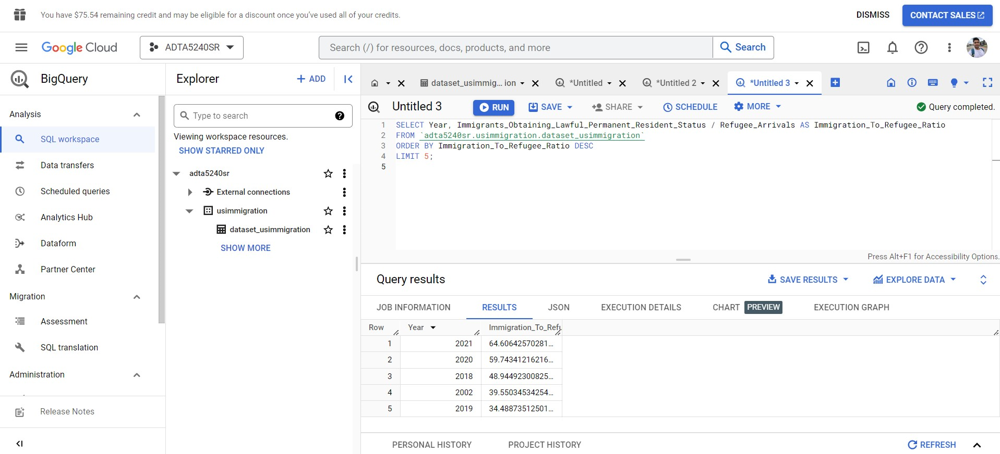 You have $75.54 remaining credit and may be eligible for a discount once you've used all of your credits.
DISMISS
CONTACT SALES
Google Cloud
ADTA5240SR
Search (/) for resources, docs, products, and more
Search
BigQuery
Explorer
ADD
dataset_usimmig... ion
*Untitled
*Untitled 2
*Untitled 3
Analysis
SQL workspace
Data transfers
Scheduled queries
Analytics Hub
Dataform
Partner Center
Migration
Assessment
SQL translation
Administration
Release Notes
Type to search
Viewing workspace resources.
SHOW STARRED ONLY
adta5240sr
External connections
usimmigration
dataset_usimmigration
SHOW MORE
Untitled 3
RUN
SAVE
SHARE
SCHEDULE
MORE
Query completed.
1 SELECT Year, Immigrants_Obtaining_Lawful_Permanent_Resident_Status / Refugee_Arrivals AS Immigration_To_Refugee_Ratio
2 FROM `adta5240sr.usimmigration.dataset_usimmigration`
3 ORDER BY Immigration_To_Refugee_Ratio DESC
4 LIMIT 5;
5
Press Alt+F1 for Accessibility Options.
Query results
SAVE RESULTS
EXPLORE DATA
JOB INFORMATION
RESULTS
JSON
EXECUTION DETAILS
CHART PREVIEW
EXECUTION GRAPH
Row Year Immigration_To_Refu
1 2021 64.60642570281...
2 2020 59.74341216216...
3 2018 48.94492300825...
4 2002 39.55034534254...
5 2019 34.48873512501...
PERSONAL HISTORY
PROJECT HISTORY
REFRESH